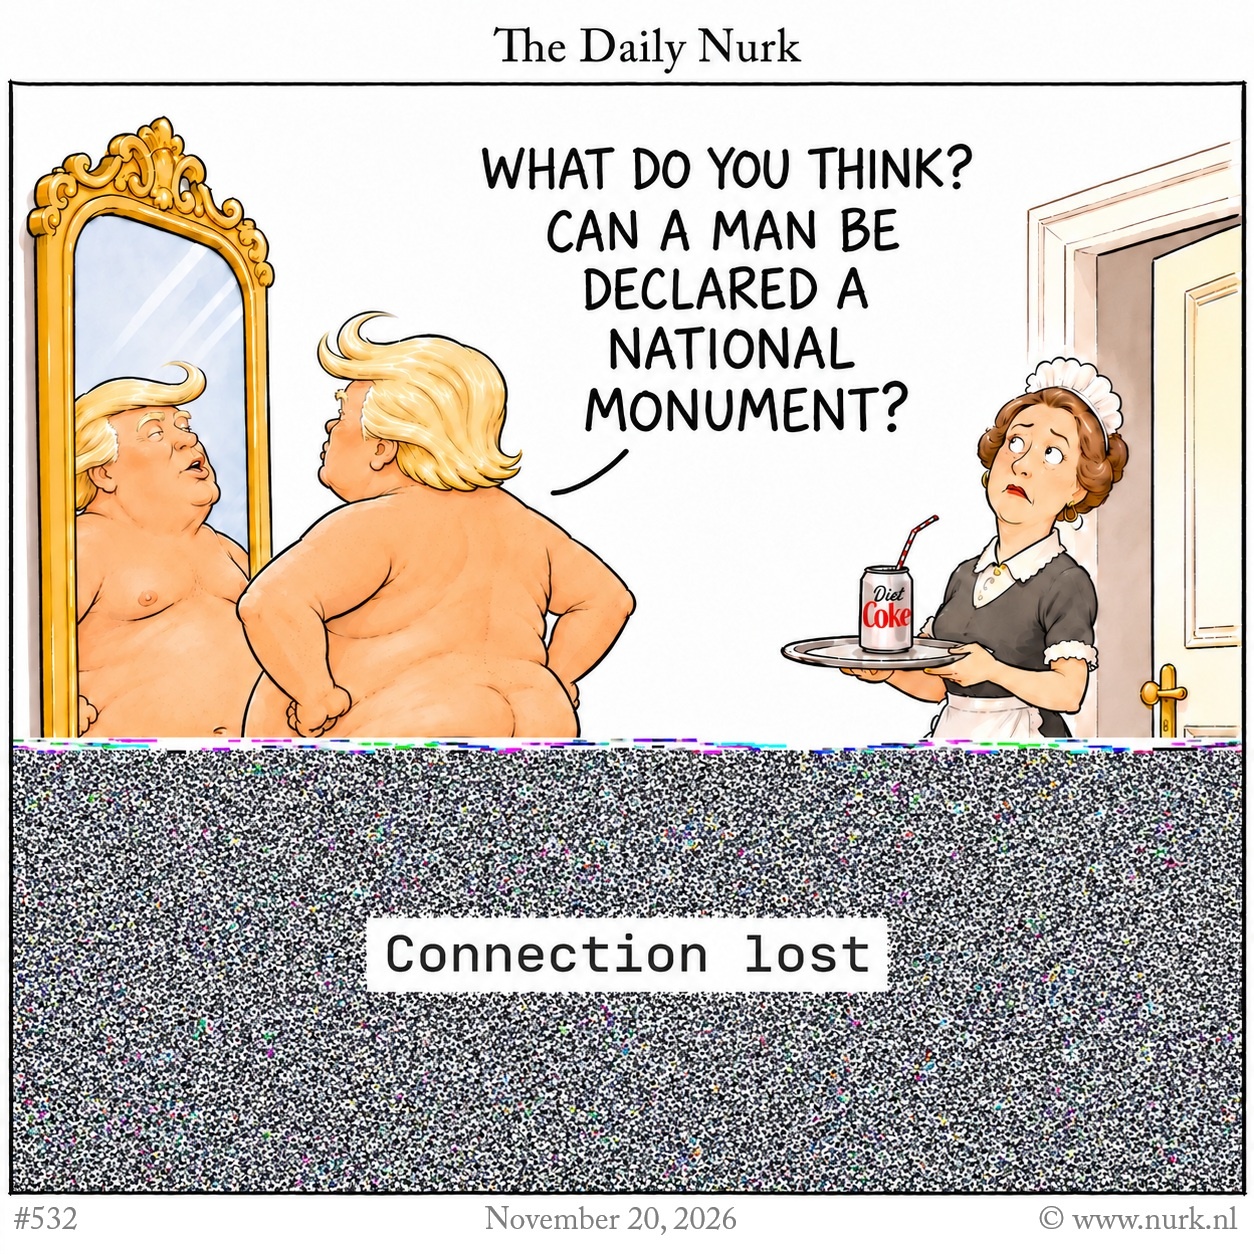 The Daily Nurk
WHAT DO YOU THINK?
CAN A MAN BE
DECLARED A
NATIONAL
MONUMENT?
Diet
Coke
Connection lost
#532
November 20, 2026
© www.nurk.nl